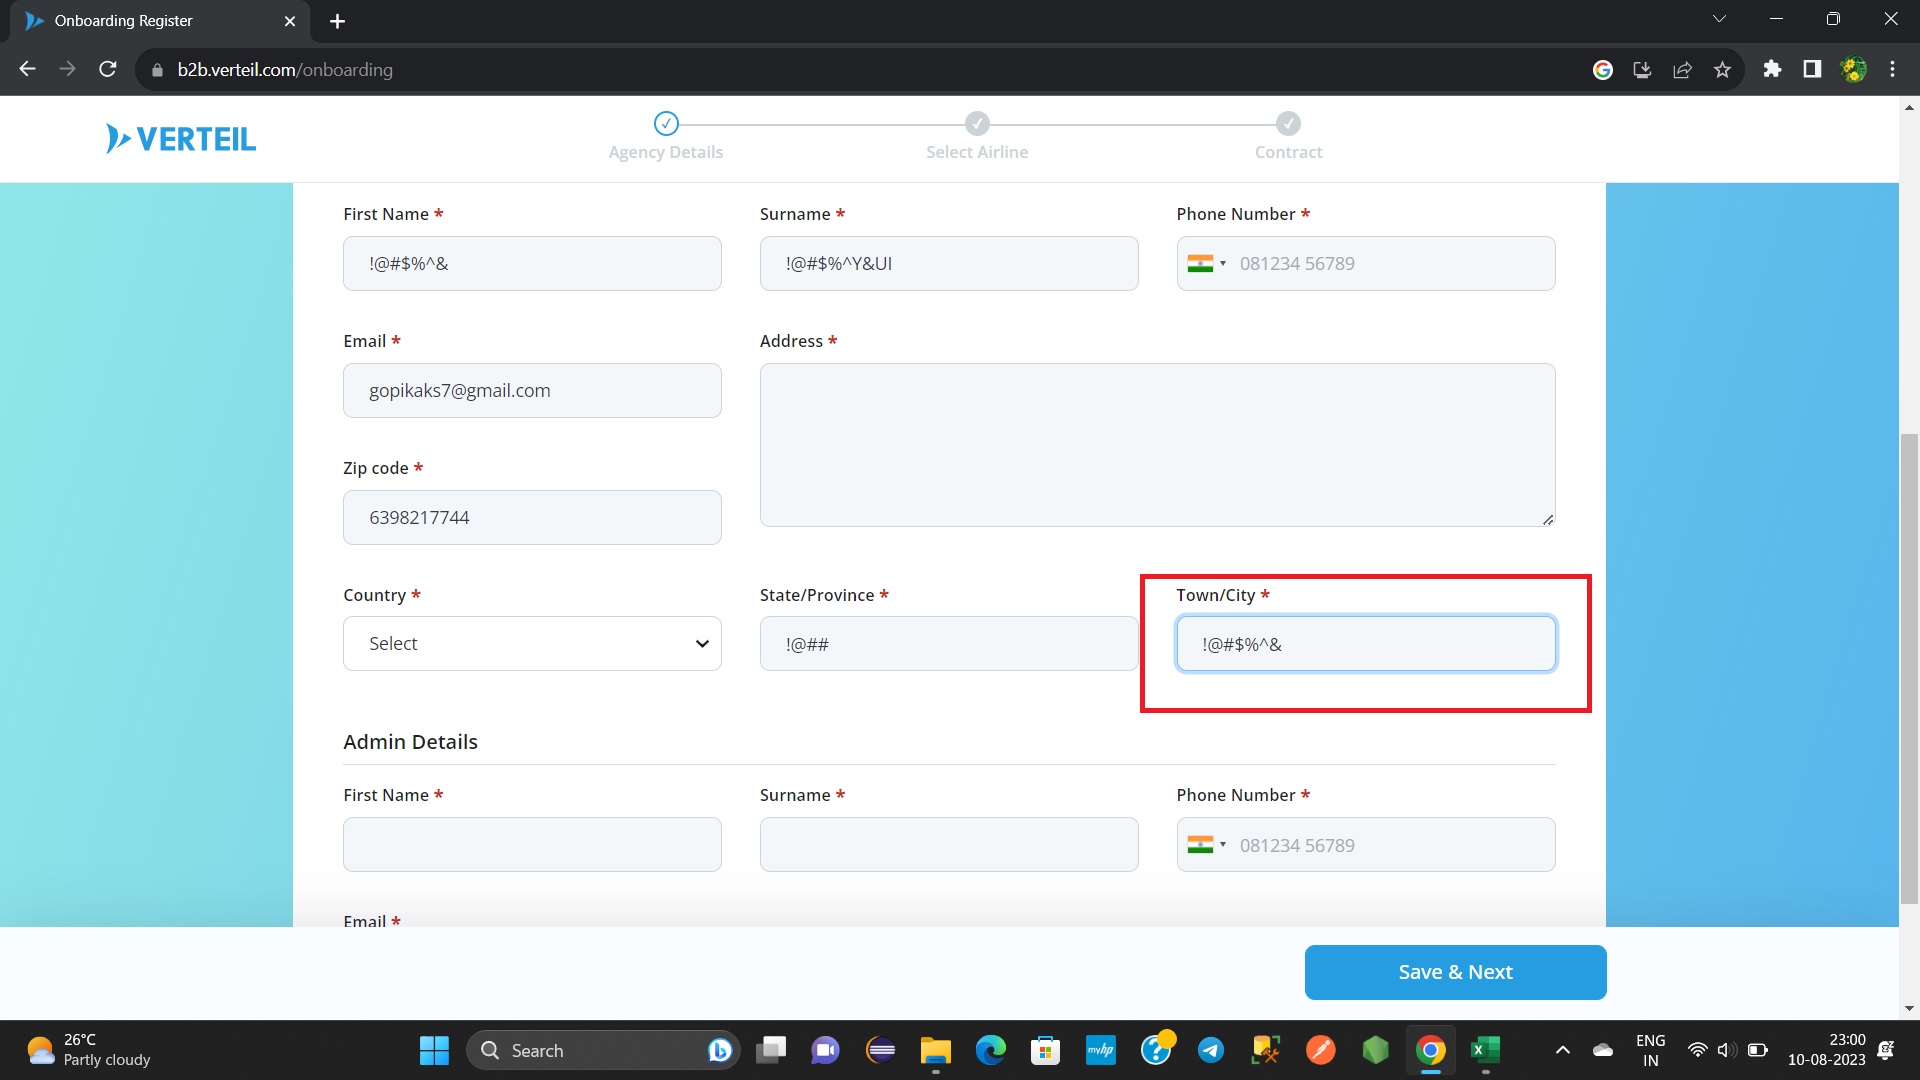 Onboarding Register
b2b.verteil.com/onboarding
VERTEIL
Agency Details
Select Airline
Contract
First Name *
Surname *
Phone Number *
!@#$%^&
!@#$%^Y&UI
081234 56789
Email *
Address *
gopikaks7@gmail.com
Zip code *
6398217744
Country *
State/Province *
Town/City *
Select
!@##
!@#$%^&
Admin Details
First Name *
Surname *
Phone Number *
081234 56789
Email *
Save & Next
26°C
Partly cloudy
Search
myhp
ENG
IN
23:00
10-08-2023